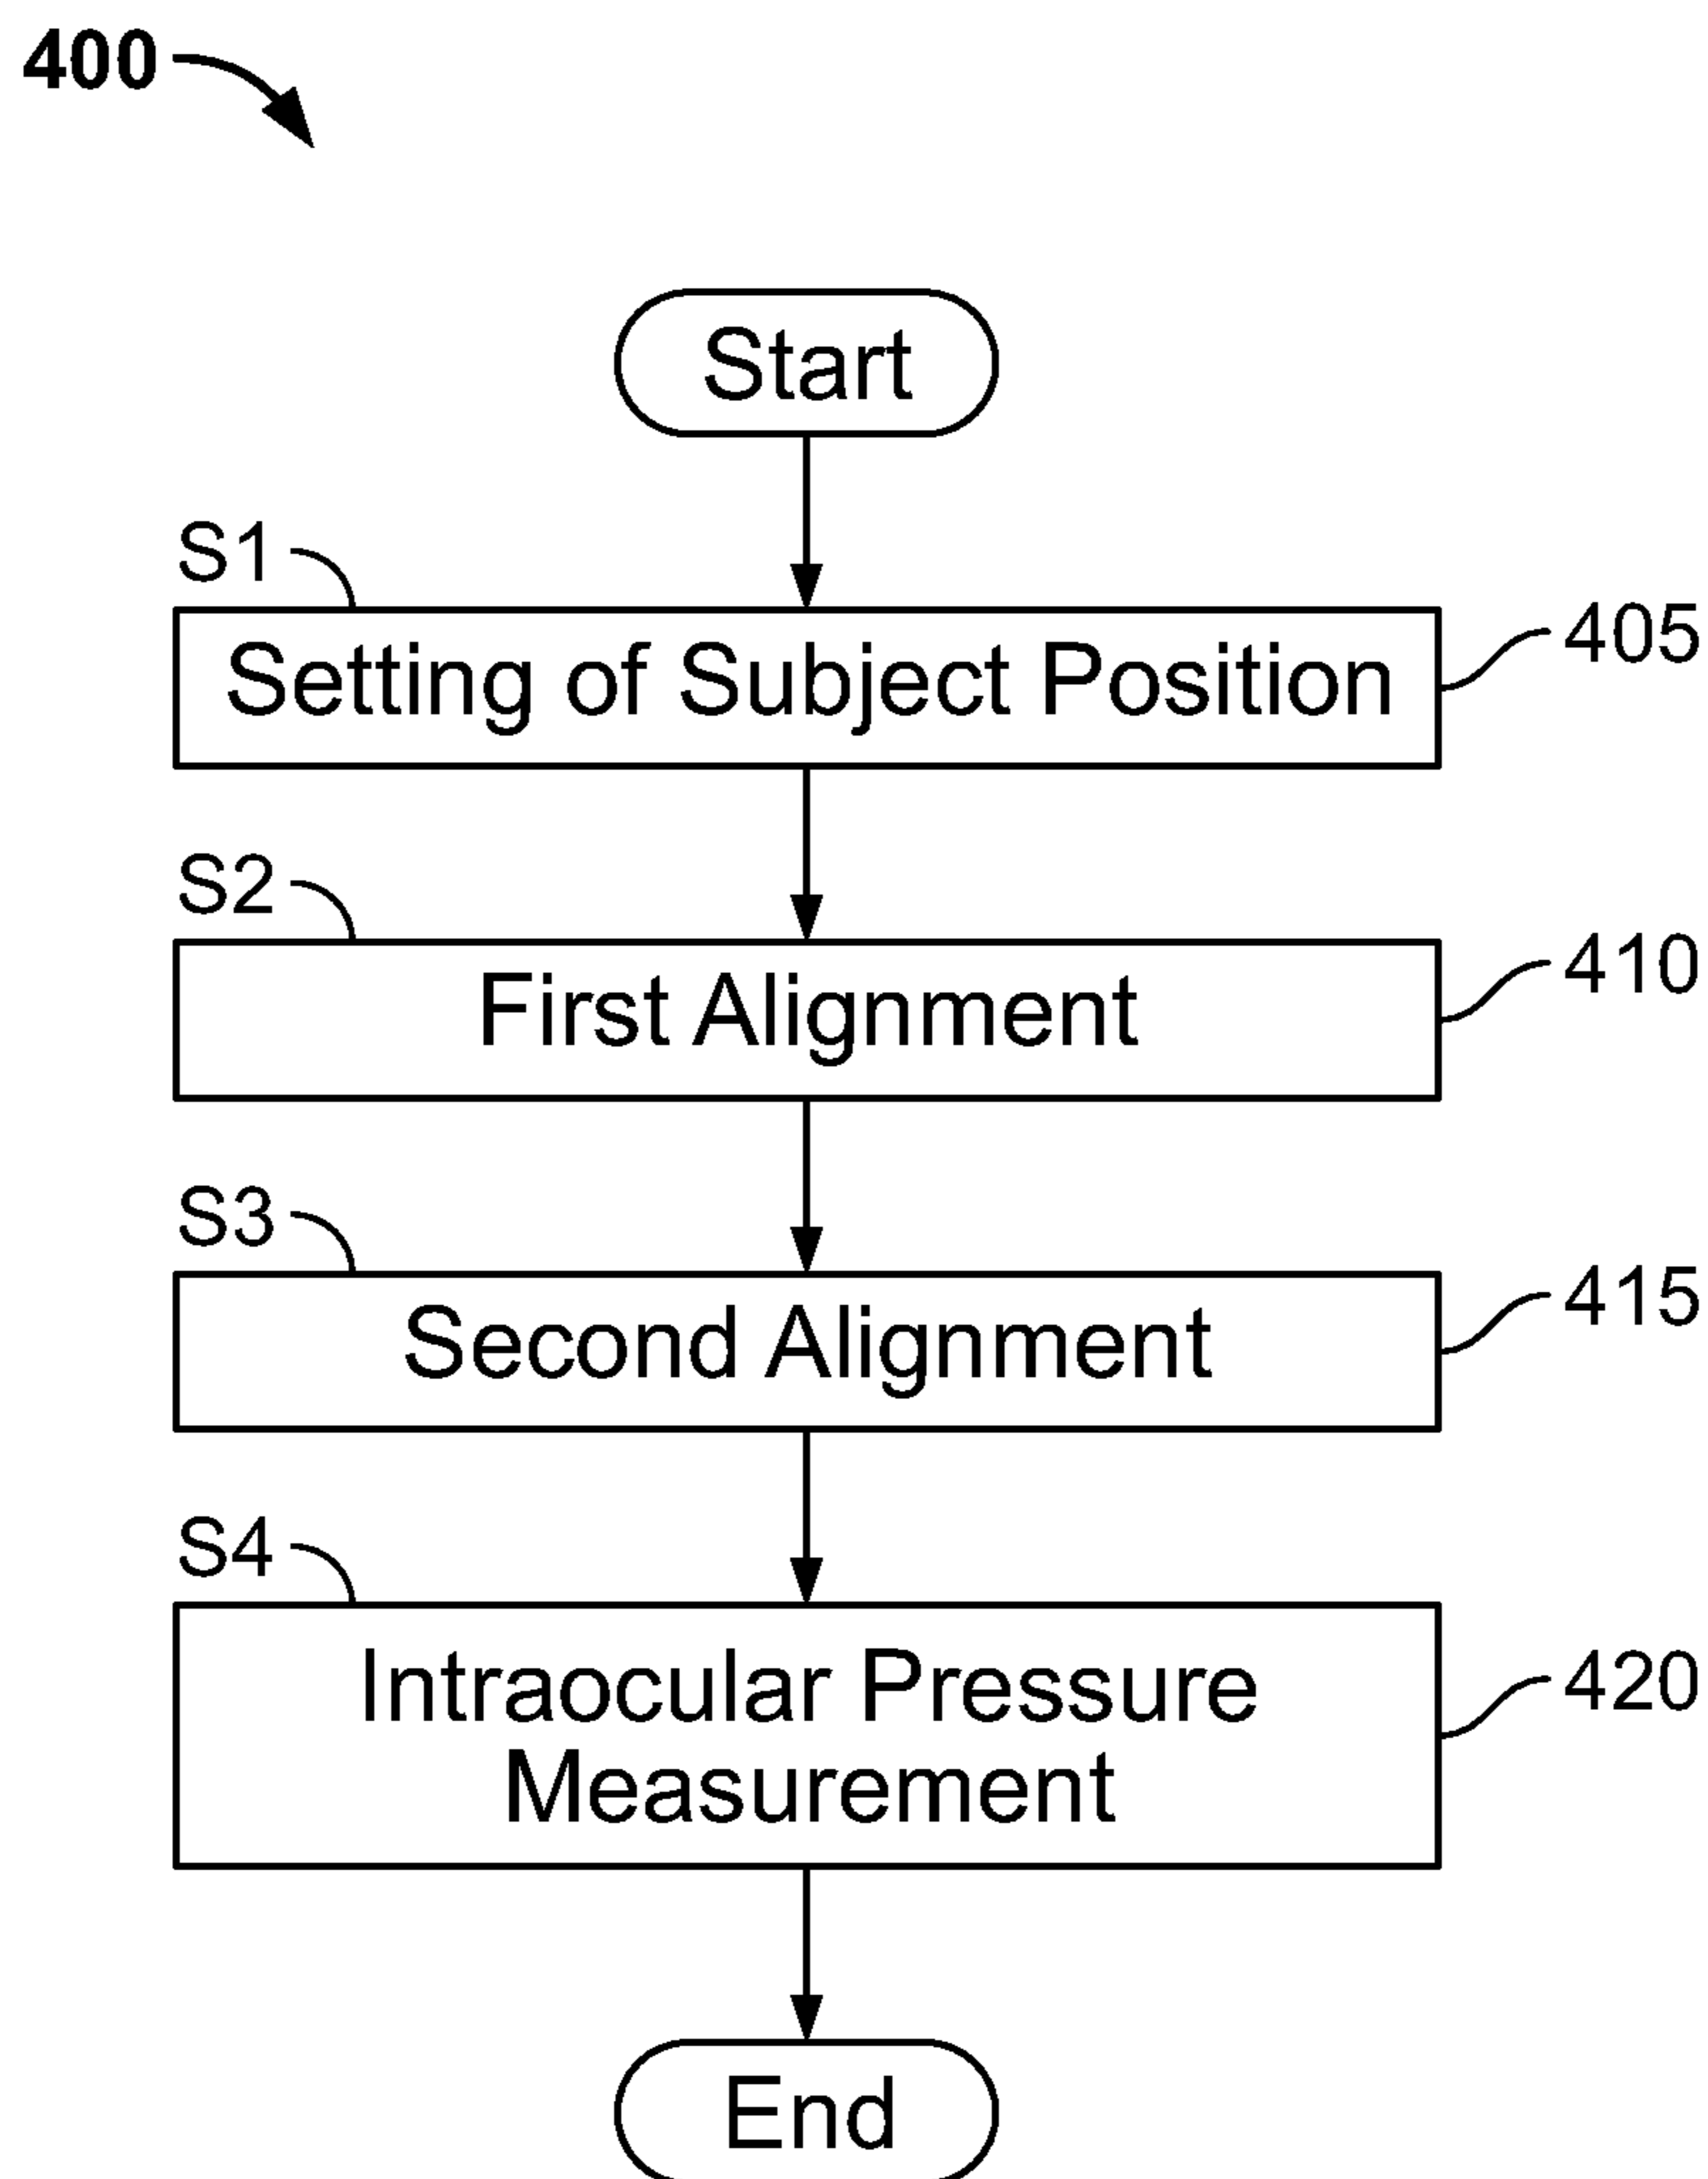 400
Start
S1
Setting of Subject Position
405
S2
First Alignment
410
S3
Second Alignment
415
S4
Intraocular Pressure
Measurement
420
End